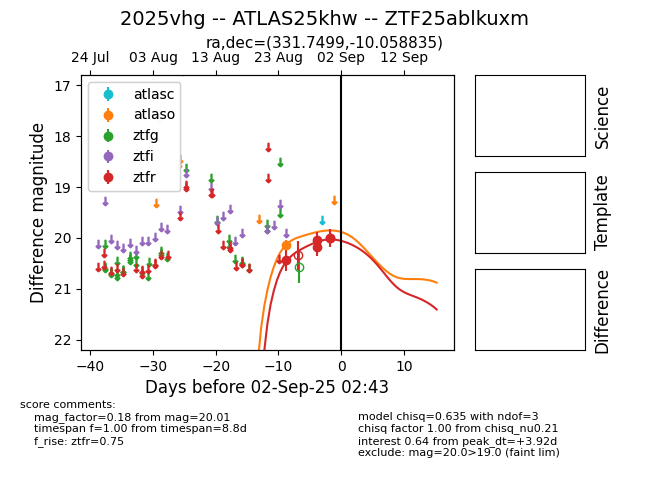 2025vhg -- ATLAS25khw -- ZTF25ablkuxm
ra,dec=(331.7499,-10.058835)
24 Jul 03 Aug 13 Aug 23 Aug 02 Sep 12 Sep
17
18
19
20
21
22
Difference magnitude
atlasc
atlaso
ztfg
ztfi
ztfr
−40 −30 −20 −10 0 10
Days before 02-Sep-25 02:43
Science
Template
Difference
score comments:
mag_factor=0.18 from mag=20.01
timespan f=1.00 from timespan=8.8d
f_rise: ztfr=0.75
model chisq=0.635 with ndof=3
chisq factor 1.00 from chisq_nu0.21
interest 0.64 from peak_dt=+3.92d
exclude: mag=20.0>19.0 (faint lim)